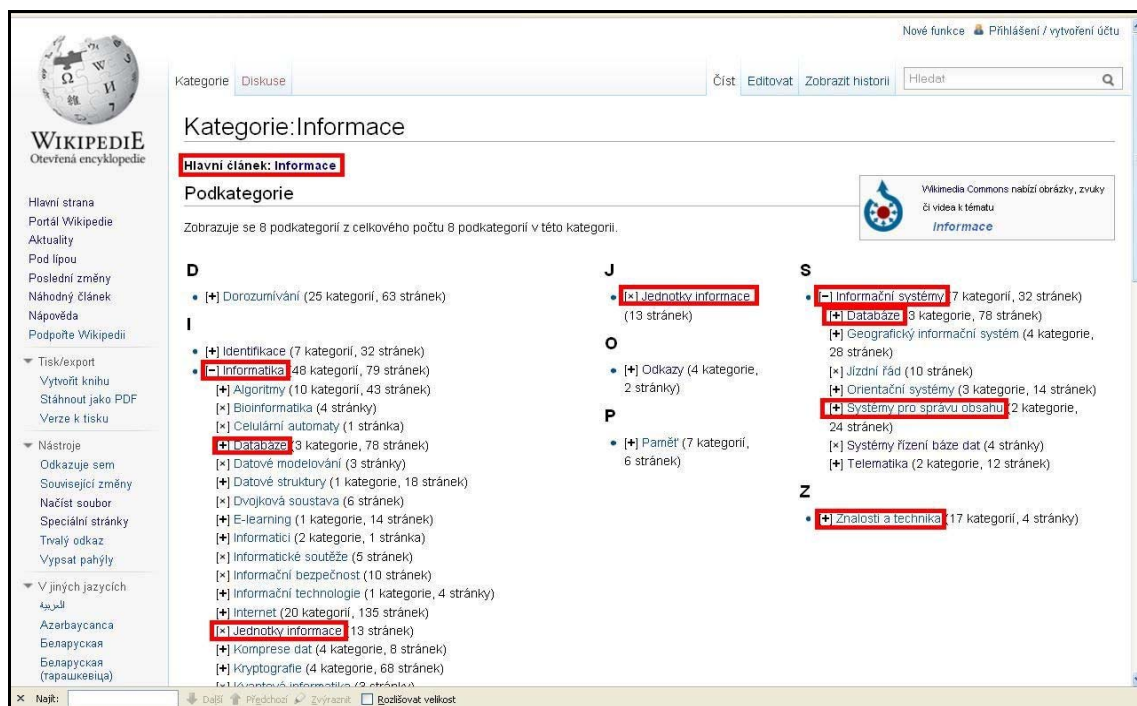 Nové funkce Přihlášení / vytvoření účtu
Kategorie Diskuse Číst Editovat Zobrazit historii Hledat
WIKIPEDIE
Otevřená encyklopedie
Hlavní strana
Portál Wikipedie
Aktuality
Pod lípou
Poslední změny
Náhodný článek
Nápověda
Podpořte Wikipedii
Tisk/export
Vytvořit knihu
Stáhnout jako PDF
Verze k tisku
Nástroje
Odkazuje sem
Související změny
Načíst soubor
Speciální stránky
Trvalý odkaz
Vypsat pahýly
V jiných jazycích
العربية
Azərbaycanca
Беларуская
Беларуская
(тарашкевіца)
Kategorie:Informace
Hlavní článek: Informace
Podkategorie
Wikimedia Commons nabízí obrázky, zvuky
či videa k tématu
Informace
Zobrazuje se 8 podkategorií z celkového počtu 8 podkategorií v této kategorii.
D
[+] Dorozumívání (25 kategorií, 63 stránek)
I
[+] Identifikace (7 kategorií, 32 stránek)
[−] Informatika (48 kategorií, 79 stránek)
[+] Algoritmy (10 kategorií, 43 stránek)
[×] Bioinformatika (4 stránky)
[×] Celulární automaty (1 stránka)
[+] Databáze (3 kategorie, 78 stránek)
[×] Datové modelování (3 stránky)
[+] Datové struktury (1 kategorie, 18 stránek)
[×] Dvojková soustava (6 stránek)
[+] E-learning (1 kategorie, 14 stránek)
[+] Informatici (2 kategorie, 1 stránka)
[×] Informatické soutěže (5 stránek)
[×] Informační bezpečnost (10 stránek)
[+] Informační technologie (1 kategorie, 4 stránky)
[+] Internet (20 kategorií, 135 stránek)
[×] Jednotky informace (13 stránek)
[+] Komprese dat (4 kategorie, 8 stránek)
[+] Kryptografie (4 kategorie, 68 stránek)
[×] Kvantová informatika (3 stránky)
J
[×] Jednotky informace
(13 stránek)
O
[+] Odkazy (4 kategorie,
2 stránky)
P
[+] Paměť (7 kategorií,
6 stránek)
S
[−] Informační systémy (7 kategorií, 32 stránek)
[+] Databáze (3 kategorie, 78 stránek)
[+] Geografický informační systém (4 kategorie,
28 stránek)
[×] Jízdní řád (10 stránek)
[+] Orientační systémy (3 kategorie, 14 stránek)
[+] Systémy pro správu obsahu (2 kategorie,
24 stránek)
[×] Systémy řízení báze dat (4 stránky)
[+] Telematika (2 kategorie, 12 stránek)
Z
[+] Znalosti a technika (17 kategorií, 4 stránky)
× Najít: Další Předchozí Zvýraznit Rozlišovat velikost